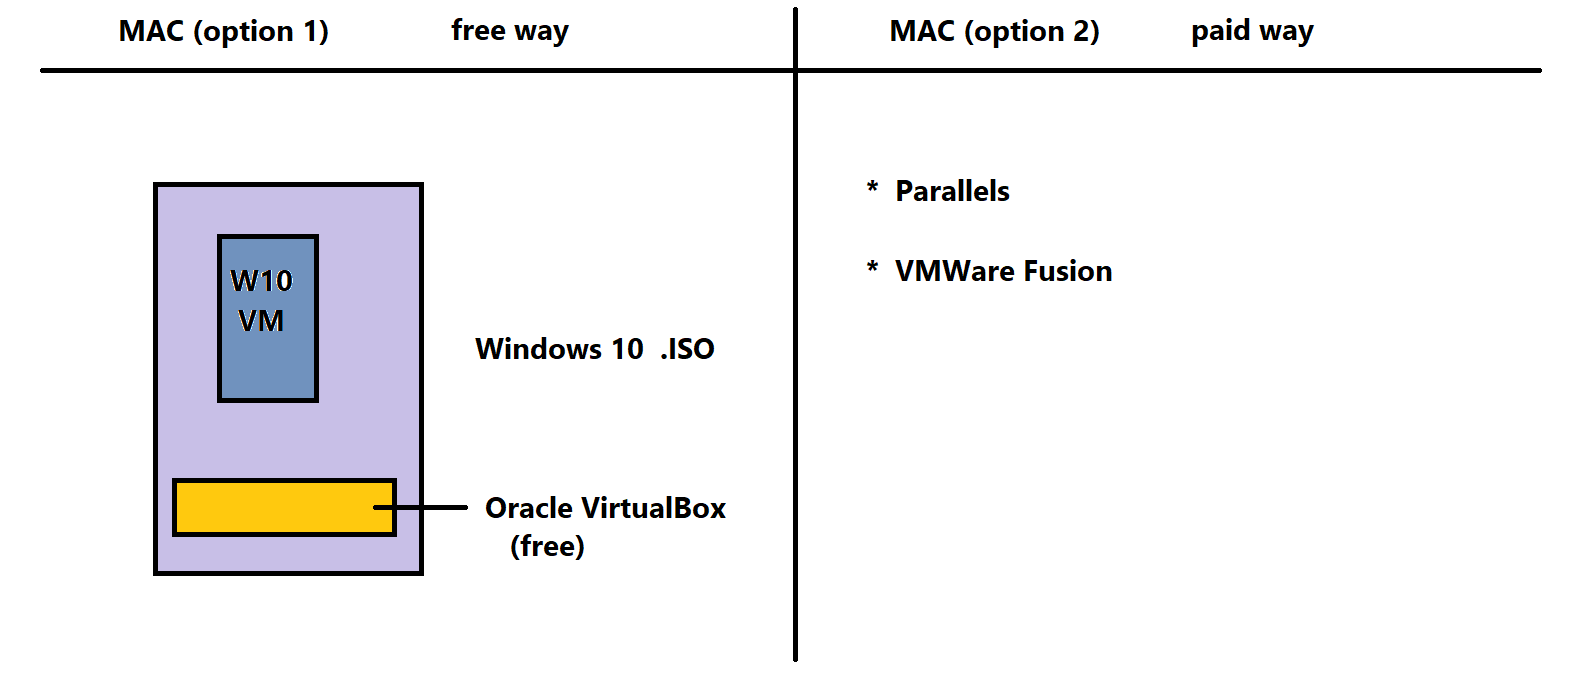 MAC (option 1) free way
MAC (option 2) paid way
W10
VM
Windows 10 .ISO
Oracle VirtualBox
(free)
* Parallels
* VMWare Fusion